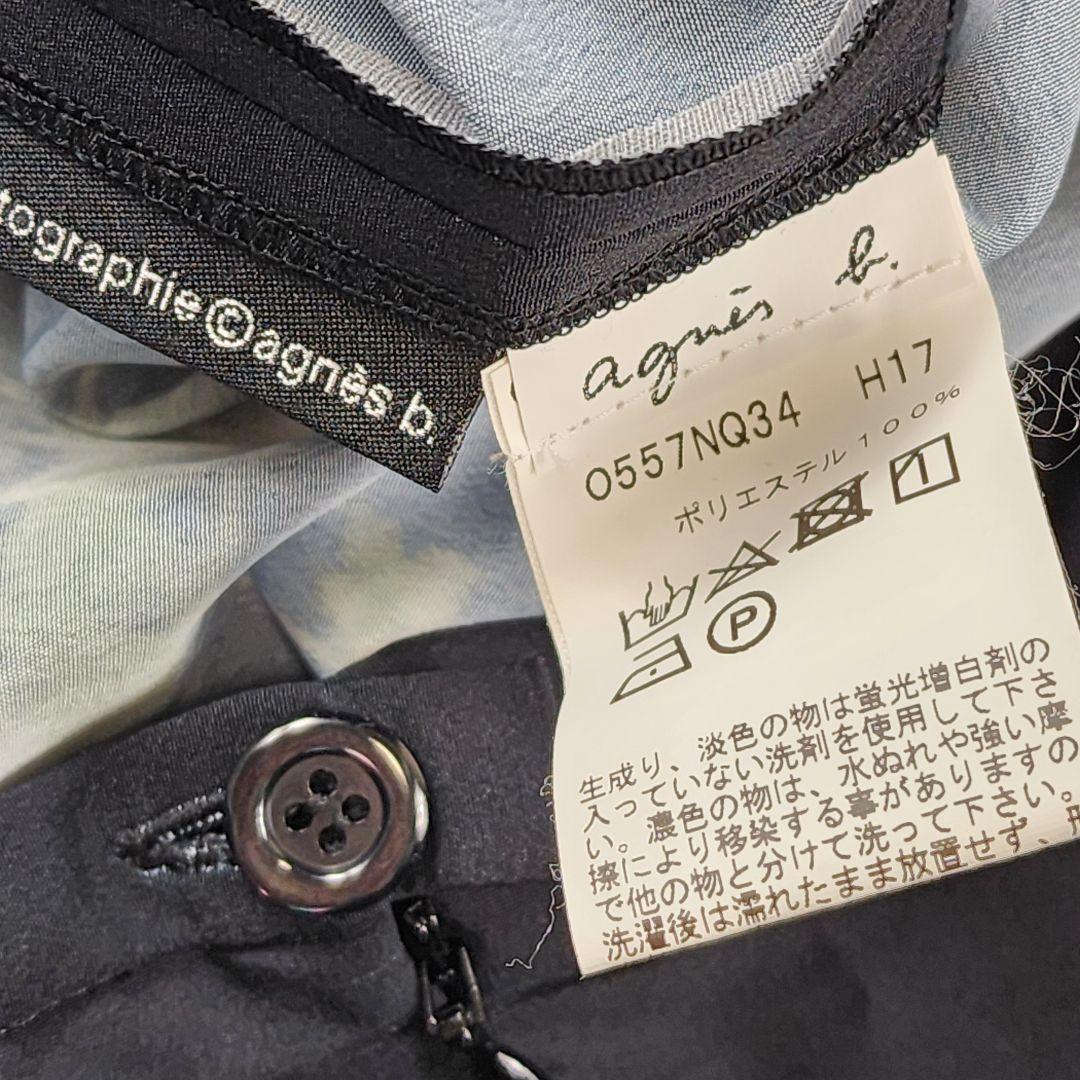 tographie©agnès b.
agnès b.
0557NQ34 H17
ポリエステル100%
P
生成り、淡色の物は蛍光増白剤の
入っていない洗剤を使用して下さ
い。濃色の物は、水ぬれや強い摩
擦により移染する事がありますの
で他の物と分けて洗って下さい。
洗濯後は濡れたまま放置せず、形